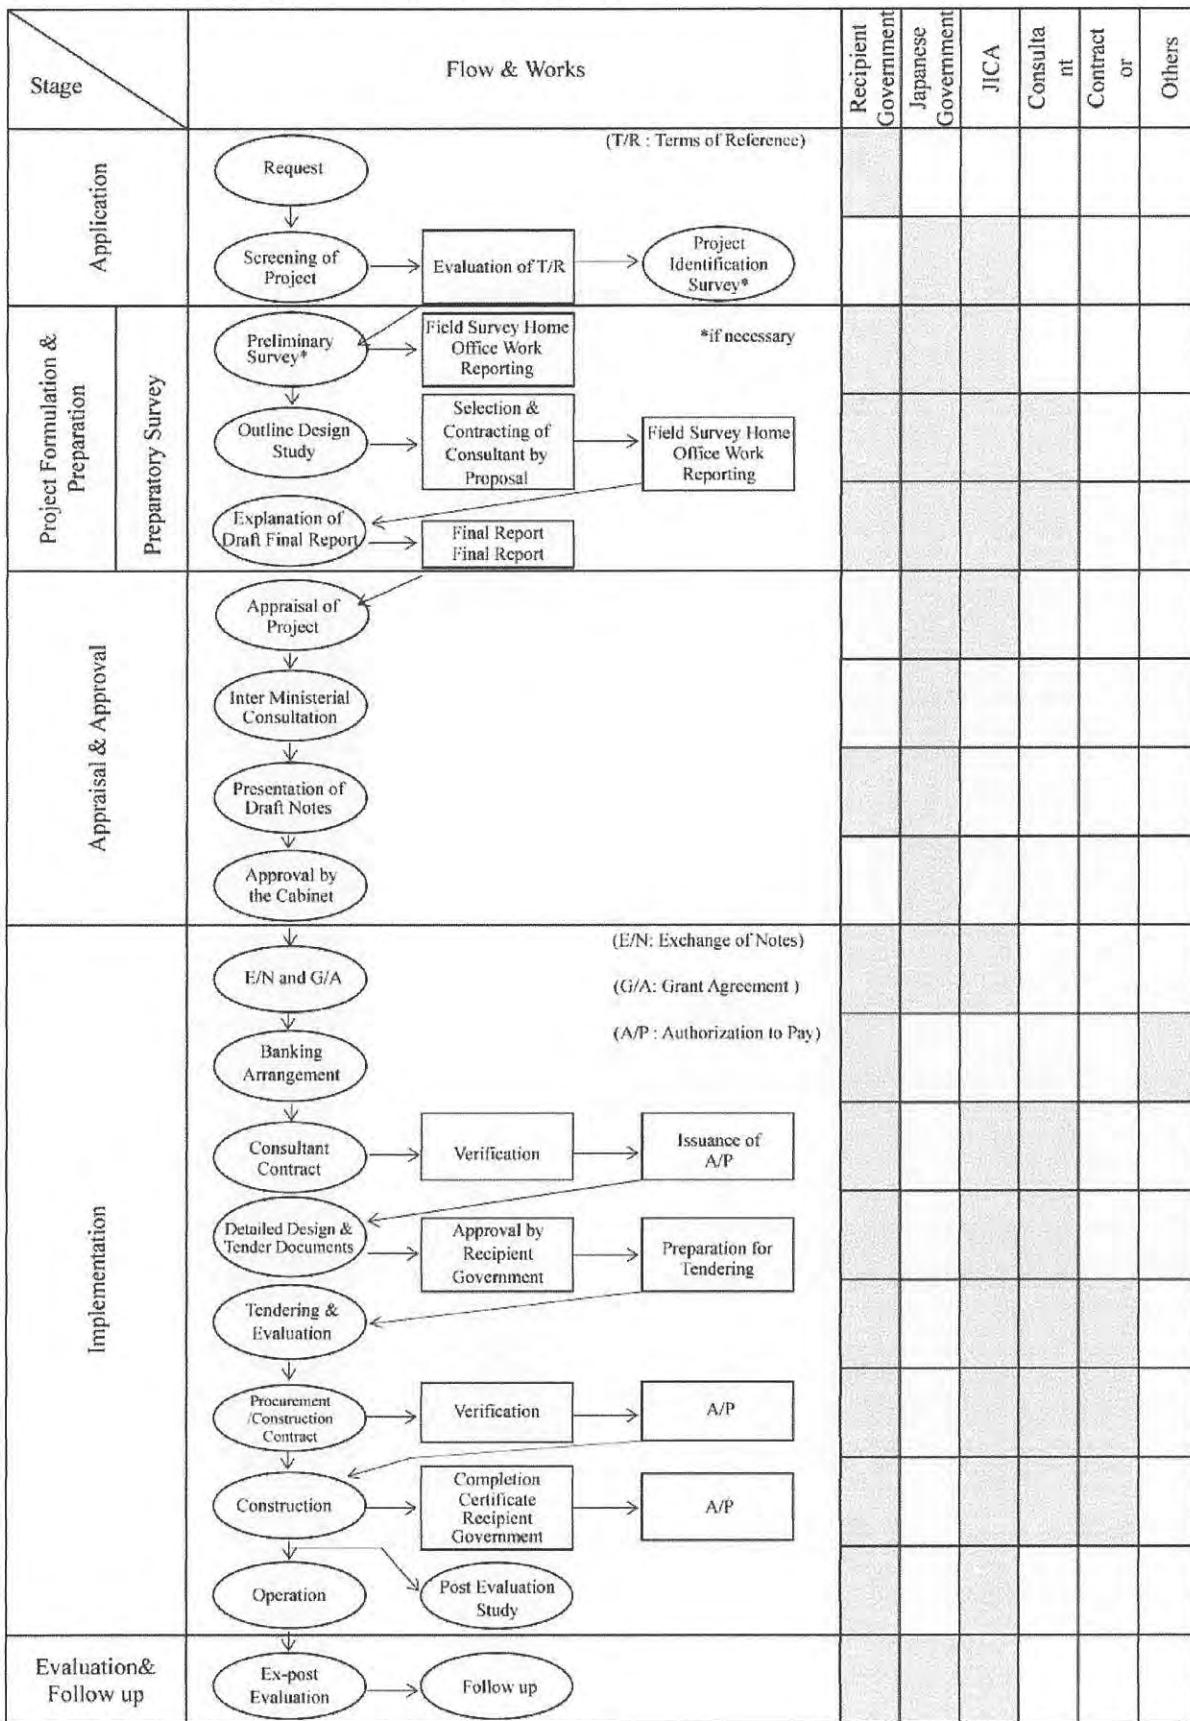 Stage
Flow & Works
Recipient
Government
Japanese
Government
JICA
Consulta
nt
Contract
or
Others
Application
(T/R : Terms of Reference)
Request
Screening of
Project
Evaluation of T/R
Project
Identification
Survey*
Project Formulation &
Preparation
Preparatory Survey
Preliminary
Survey*
Field Survey Home
Office Work
Reporting
*if necessary
Outline Design
Study
Selection &
Contracting of
Consultant by
Proposal
Field Survey Home
Office Work
Reporting
Explanation of
Draft Final Report
Final Report
Final Report
Appraisal & Approval
Appraisal of
Project
Inter Ministerial
Consultation
Presentation of
Draft Notes
Approval by
the Cabinet
Implementation
(E/N: Exchange of Notes)
E/N and G/A
(G/A: Grant Agreement )
(A/P : Authorization to Pay)
Banking
Arrangement
Consultant
Contract
Verification
Issuance of
A/P
Detailed Design &
Tender Documents
Approval by
Recipient
Government
Preparation for
Tendering
Tendering &
Evaluation
Procurement
/Construction
Contract
Verification
A/P
Construction
Completion
Certificate
Recipient
Government
A/P
Operation
Post Evaluation
Study
Evaluation&
Follow up
Ex-post
Evaluation
Follow up